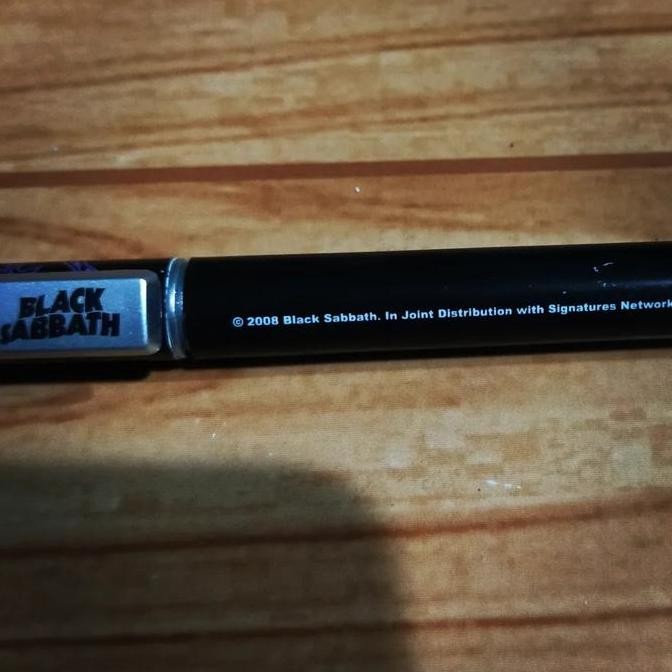 BLACK
SABBATH
© 2008 Black Sabbath. In Joint Distribution with Signatures Network